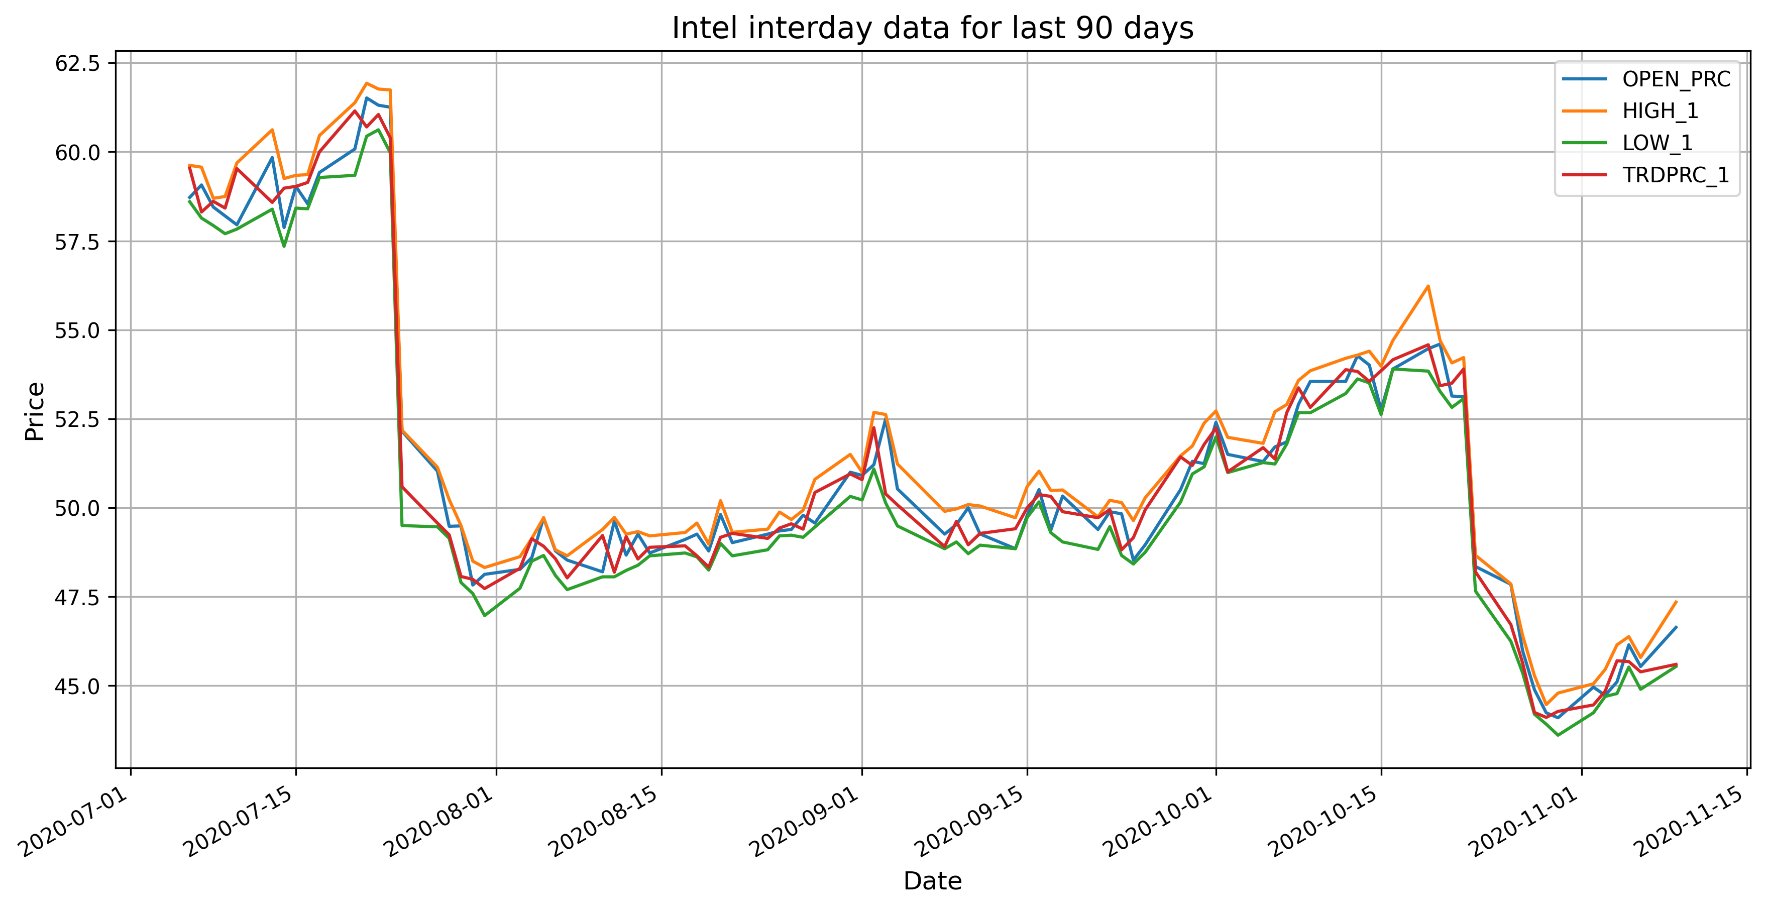 Intel interday data for last 90 days
OPEN_PRC
HIGH_1
LOW_1
TRDPRC_1
62.5
60.0
57.5
55.0
52.5
50.0
47.5
45.0
Price
2020-07-01
2020-07-15
2020-08-01
2020-08-15
2020-09-01
2020-09-15
2020-10-01
2020-10-15
2020-11-01
2020-11-15
Date